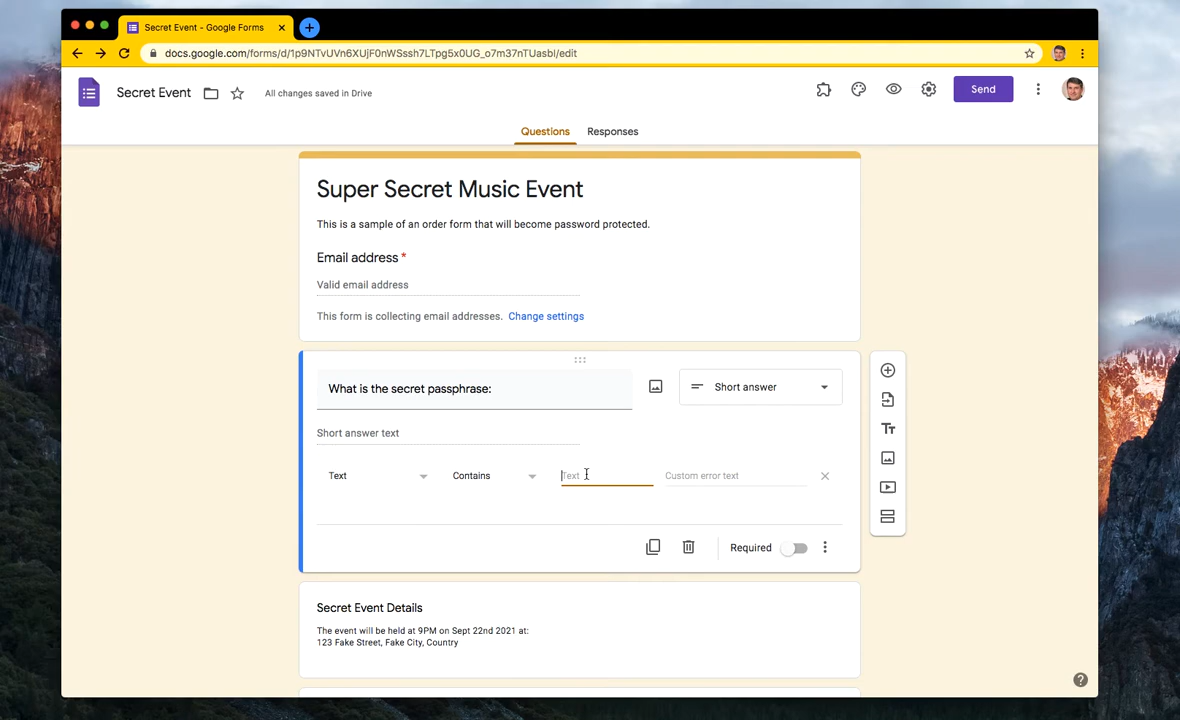 Secret Event - Google Forms
docs.google.com/forms/d/1p9NTvUVn6XUjF0nWSssh7LTpg5x0UG_o7m37nTUasbI/edit
Secret Event
All changes saved in Drive
Send
Questions
Responses
Super Secret Music Event
This is a sample of an order form that will become password protected.
Email address *
Valid email address
This form is collecting email addresses. Change settings
What is the secret passphrase:
Short answer
Short answer text
Text
Contains
Text
Custom error text
Required
Secret Event Details
The event will be held at 9PM on Sept 22nd 2021 at:
123 Fake Street, Fake City, Country